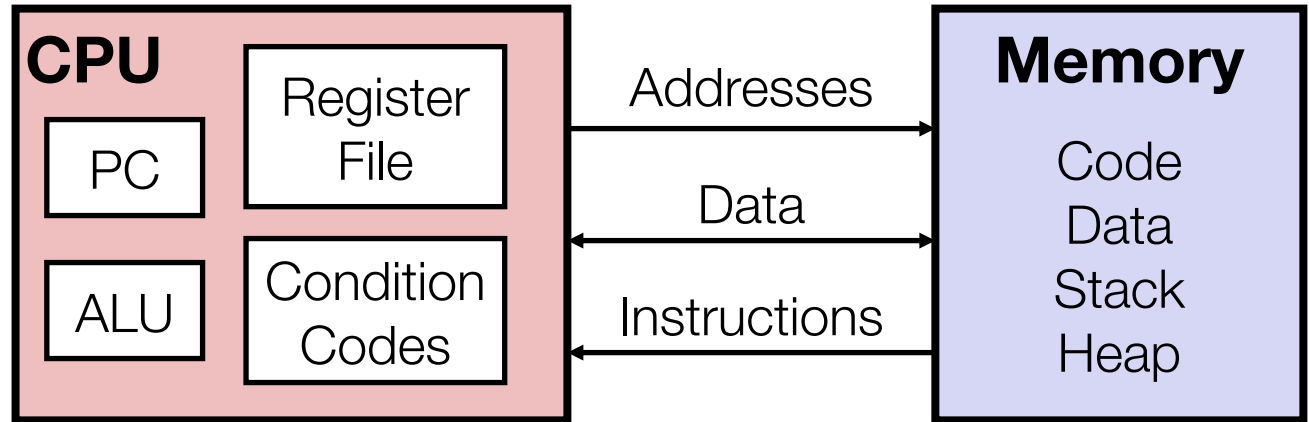 CPU
Register
File
PC
Condition
Codes
ALU
Addresses
Data
Instructions
Memory
Code
Data
Stack
Heap